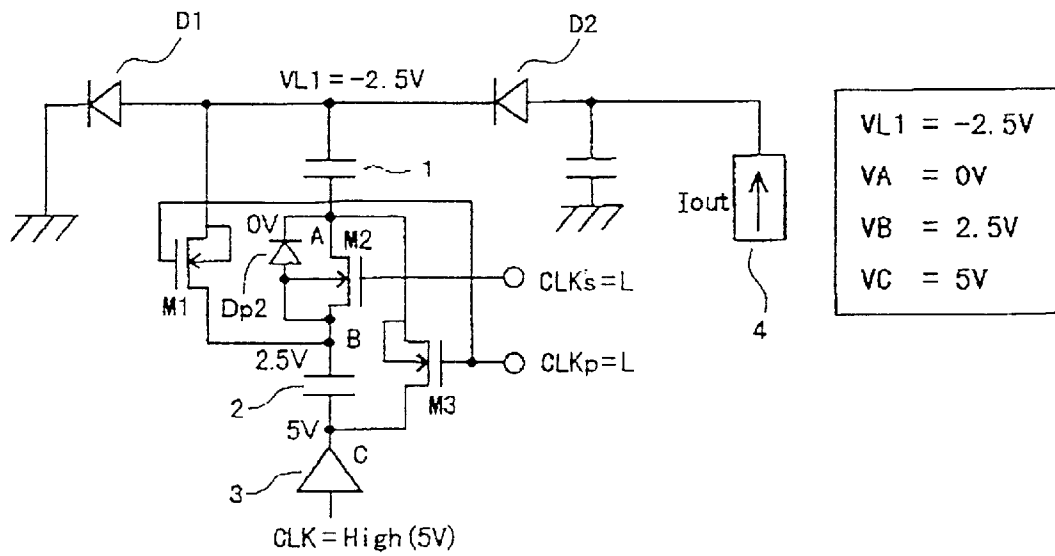 D1
D2
VL1=-2.5V
1
0V
A
M2
M1
Dp2
B
2.5V
2
5V
C
3
CLK=High(5V)
CLKs=L
CLKp=L
M3
Iout
4
VL1 = -2.5V
VA = 0V
VB = 2.5V
VC = 5V